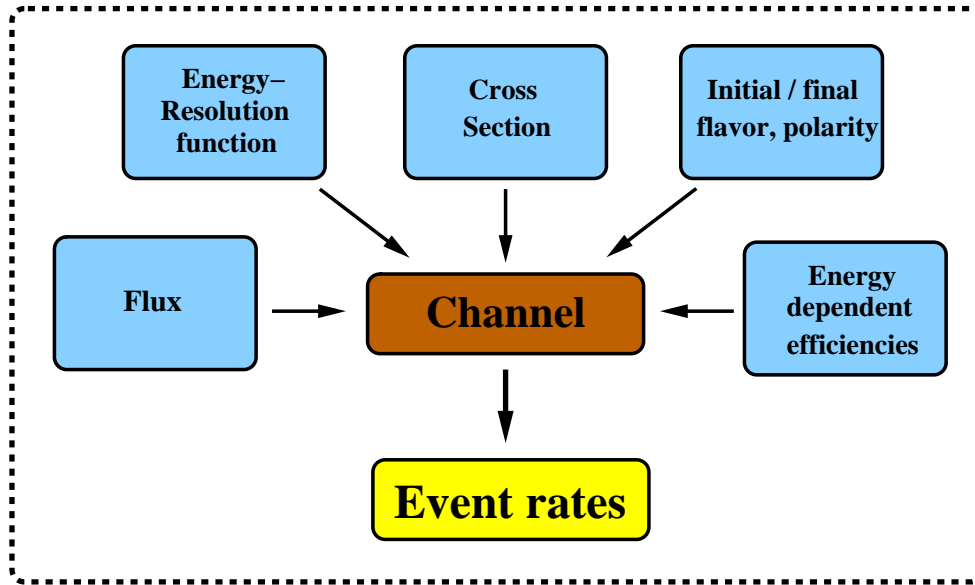 Energy–
Resolution
function
Cross
Section
Initial / final
flavor, polarity
Flux
Channel
Energy
dependent
efficiencies
Event rates